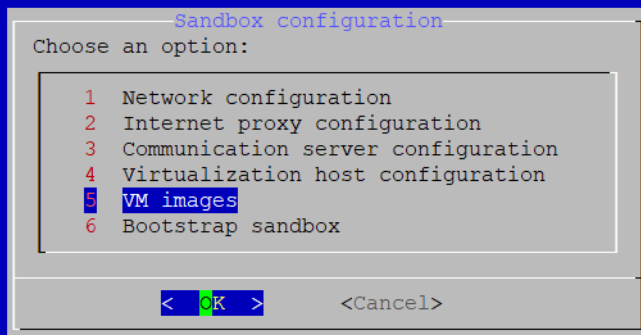 Sandbox configuration
Choose an option:
1 Network configuration
2 Internet proxy configuration
3 Communication server configuration
4 Virtualization host configuration
5 VM images
6 Bootstrap sandbox
< OK > <Cancel>